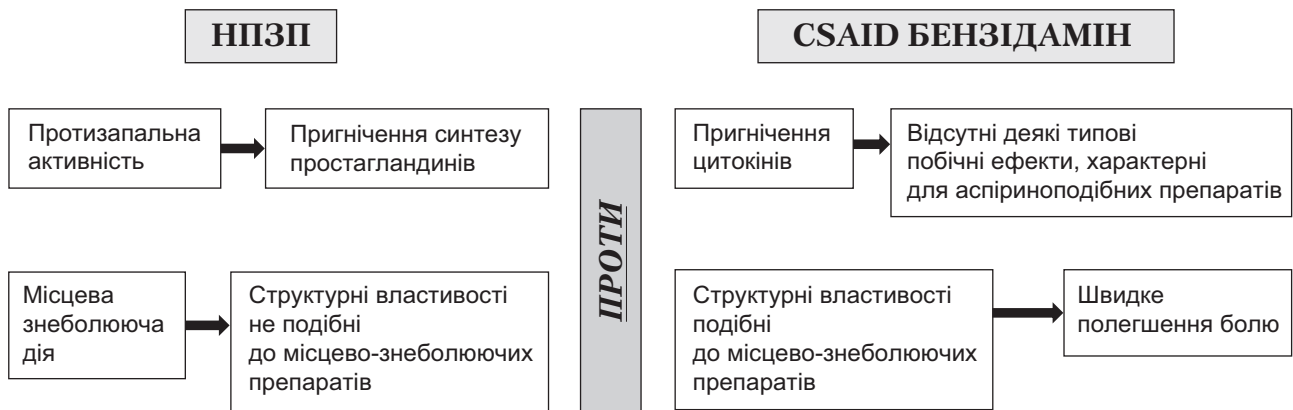 НПЗП
CSAID БЕНЗІДАМІН
Протизапальна
активність
Пригнічення синтезу
простагландинів
Місцева
знеболююча
дія
Структурні властивості
не подібні
до місцево-знеболюючих
препаратів
ПРОТИ
Пригнічення
цитокінів
Відсутні деякі типові
побічні ефекти, характерні
для аспіриноподібних препаратів
Структурні властивості
подібні
до місцево-знеболюючих
препаратів
Швидке
полегшення болю